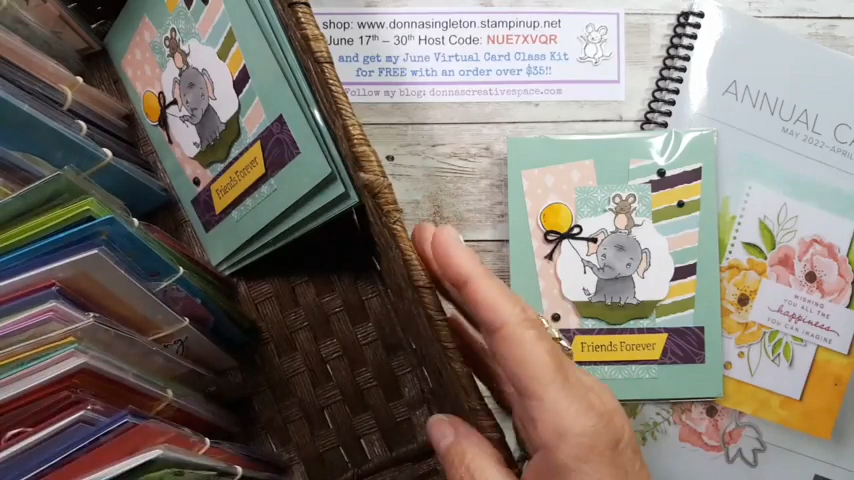 shop: www.donnasingleton.stampinup.net
June 17th – 30th Host Code: NUE7XVQR
and get my June Virtual Card Class Kit
for FREE with an order over $35!!
Follow my blog: donnascreativespace.com
ANNUAL CA
MAY 2022–APRIL
Friends Forever
Friends Forever
WISHING
YOU ALL THE
happiness
YOU CAN IMAGINE